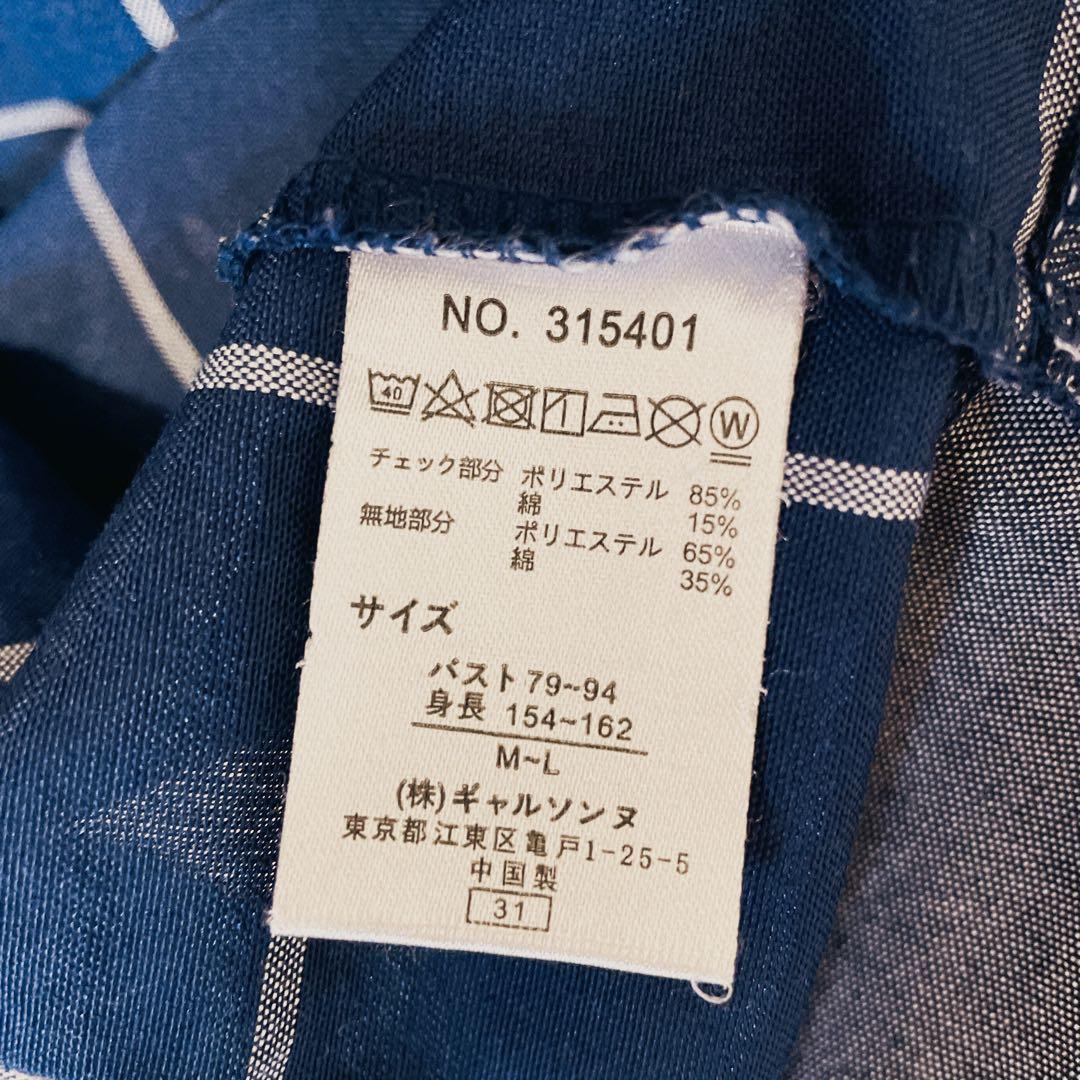 NO. 315401
40 W
チェック部分 ポリエステル 85%
綿 15%
無地部分 ポリエステル 65%
綿 35%
サイズ
バスト 79~94
身長 154~162
M~L
(株)ギャルソンヌ
東京都江東区亀戸1-25-5
中国製
31